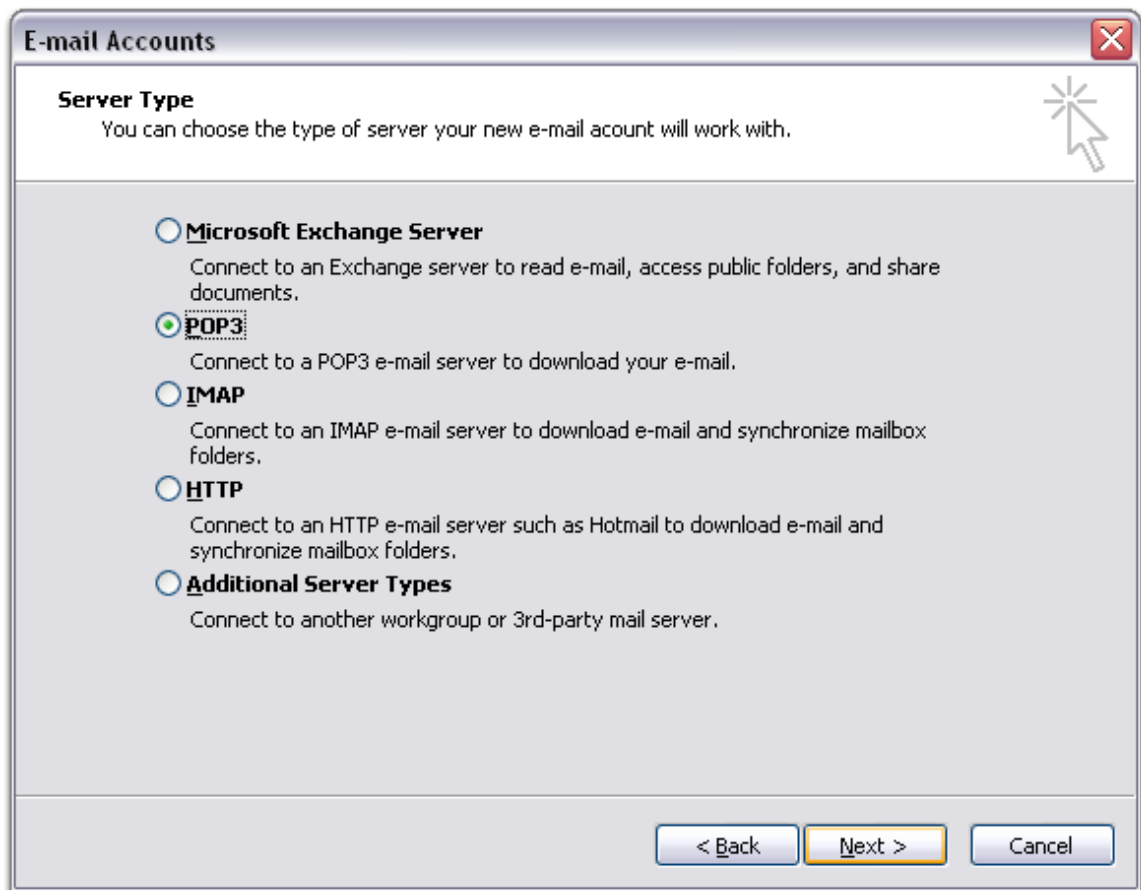 E-mail Accounts
Server Type
You can choose the type of server your new e-mail acount will work with.
Microsoft Exchange Server
Connect to an Exchange server to read e-mail, access public folders, and share
documents.
POP3
Connect to a POP3 e-mail server to download your e-mail.
IMAP
Connect to an IMAP e-mail server to download e-mail and synchronize mailbox
folders.
HTTP
Connect to an HTTP e-mail server such as Hotmail to download e-mail and
synchronize mailbox folders.
Additional Server Types
Connect to another workgroup or 3rd-party mail server.
< Back Next > Cancel